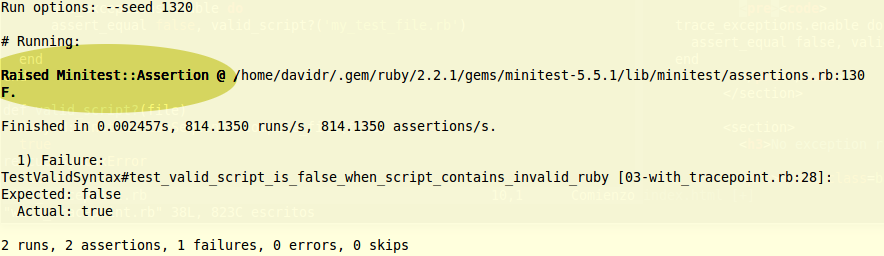 Run options: --seed 1320
# Running:
Raised Minitest::Assertion @ /home/davidr/.gem/ruby/2.2.1/gems/minitest-5.5.1/lib/minitest/assertions.rb:130
F.
Finished in 0.002457s, 814.1350 runs/s, 814.1350 assertions/s.
1) Failure:
TestValidSyntax#test_valid_script_is_false_when_script_contains_invalid_ruby [03-with_tracepoint.rb:28]:
Expected: false
Actual: true
2 runs, 2 assertions, 1 failures, 0 errors, 0 skips